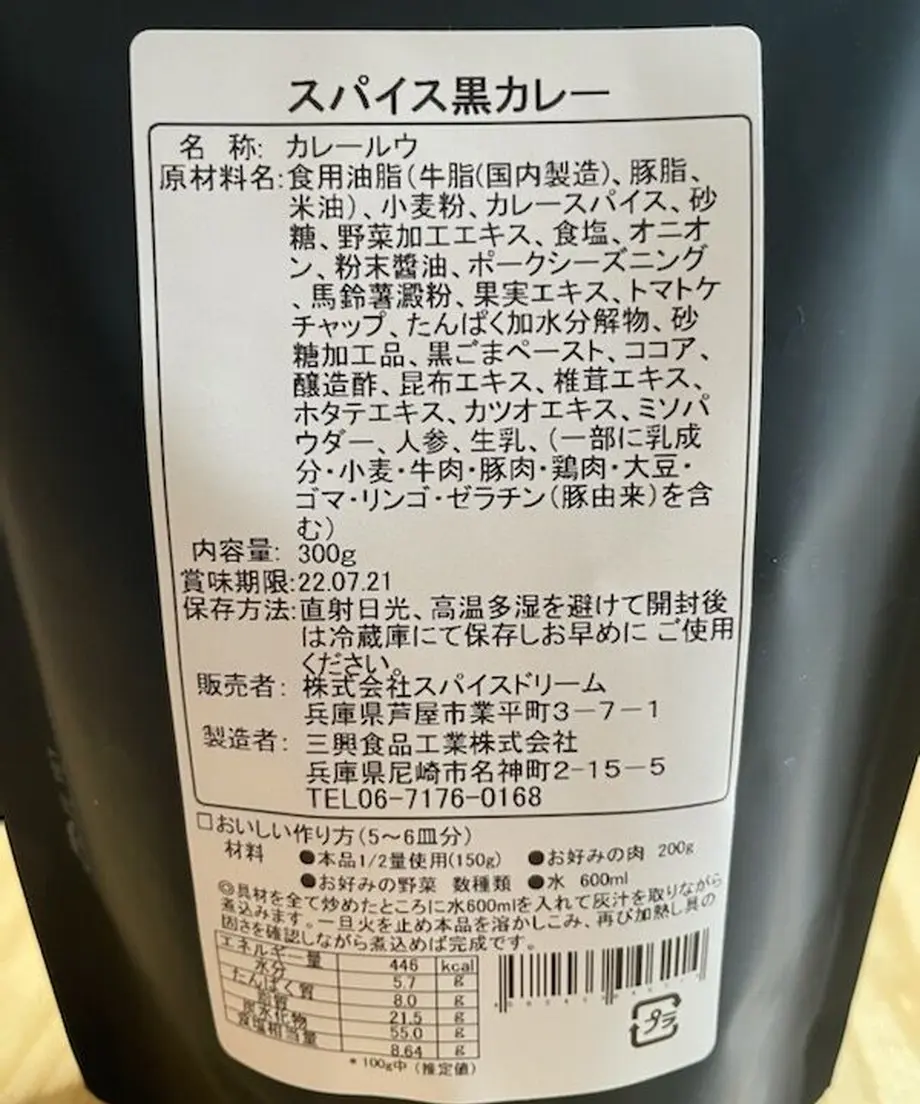 スパイス黒カレー
名 称: カレールウ
原材料名:食用油脂(牛脂(国内製造)、豚脂、
米油)、小麦粉、カレースパイス、砂
糖、野菜加工エキス、食塩、オニオ
ン、粉末醬油、ポークシーズニング
、馬鈴薯澱粉、果実エキス、トマトケ
チャップ、たんぱく加水分解物、砂
糖加工品、黒ごまペースト、ココア、
醸造酢、昆布エキス、椎茸エキス、
ホタテエキス、カツオエキス、ミソパ
ウダー、人参、生乳、(一部に乳成
分・小麦・牛肉・豚肉・鶏肉・大豆・
ゴマ・リンゴ・ゼラチン(豚由来)を含
む)
内容量: 300g
賞味期限:22.07.21
保存方法:直射日光、高温多湿を避けて開封後
は冷蔵庫にて保存しお早めに ご使用
ください。
販売者: 株式会社スパイスドリーム
兵庫県芦屋市業平町3-7-1
製造者: 三興食品工業株式会社
兵庫県尼崎市名神町2-15-5
TEL06-7176-0168
□おいしい作り方(5~6皿分)
材料 ●本品1/2量使用(150g) ●お好みの肉 200g
●お好みの野菜 数種類 ●水 600ml
◎具材を全て炒めたところに水600mlを入れて灰汁を取りながら
煮込みます。一旦火を止め本品を溶かしこみ、再び加熱し具の
固さを確認しながら煮込めば完成です。
エネルギー量 446 kcal
水分 5.7 g
たんぱく質 8.0 g
脂質 21.5 g
炭水化物 55.0 g
食塩相当量 8.64 g
*100g中(推定値)
プラ